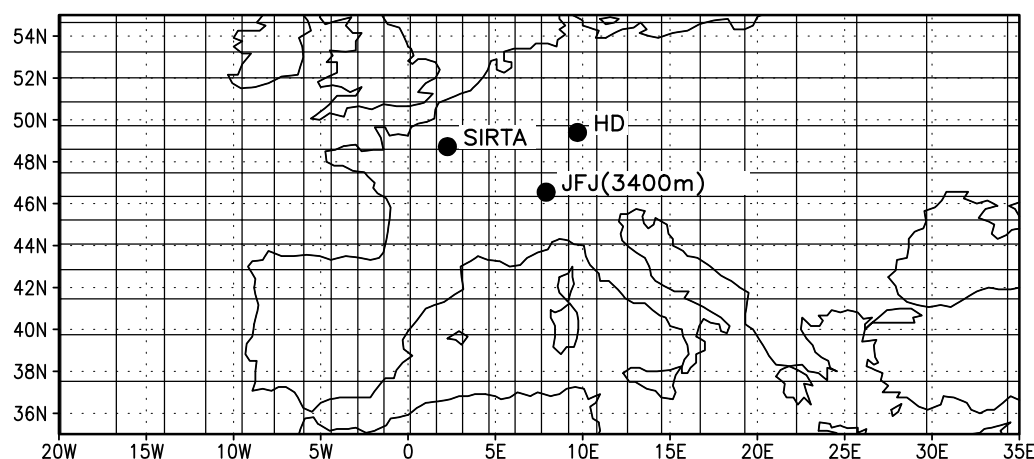 54N
52N
50N
HD
SIRTA
48N
JFJ(3400m)
46N
44N
42N
40N
38N
36N
20W 15W 10W 5W 0 5E 10E 15E 20E 25E 30E 35E